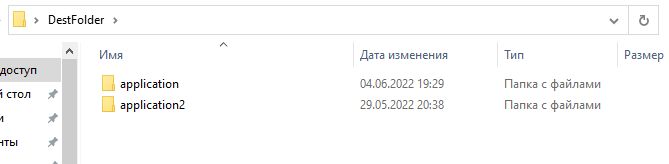 DestFolder
Имя Дата изменения Тип Размер
доступ
й стол
и
нты
application 04.06.2022 19:29 Папка с файлами
application2 29.05.2022 20:38 Папка с файлами